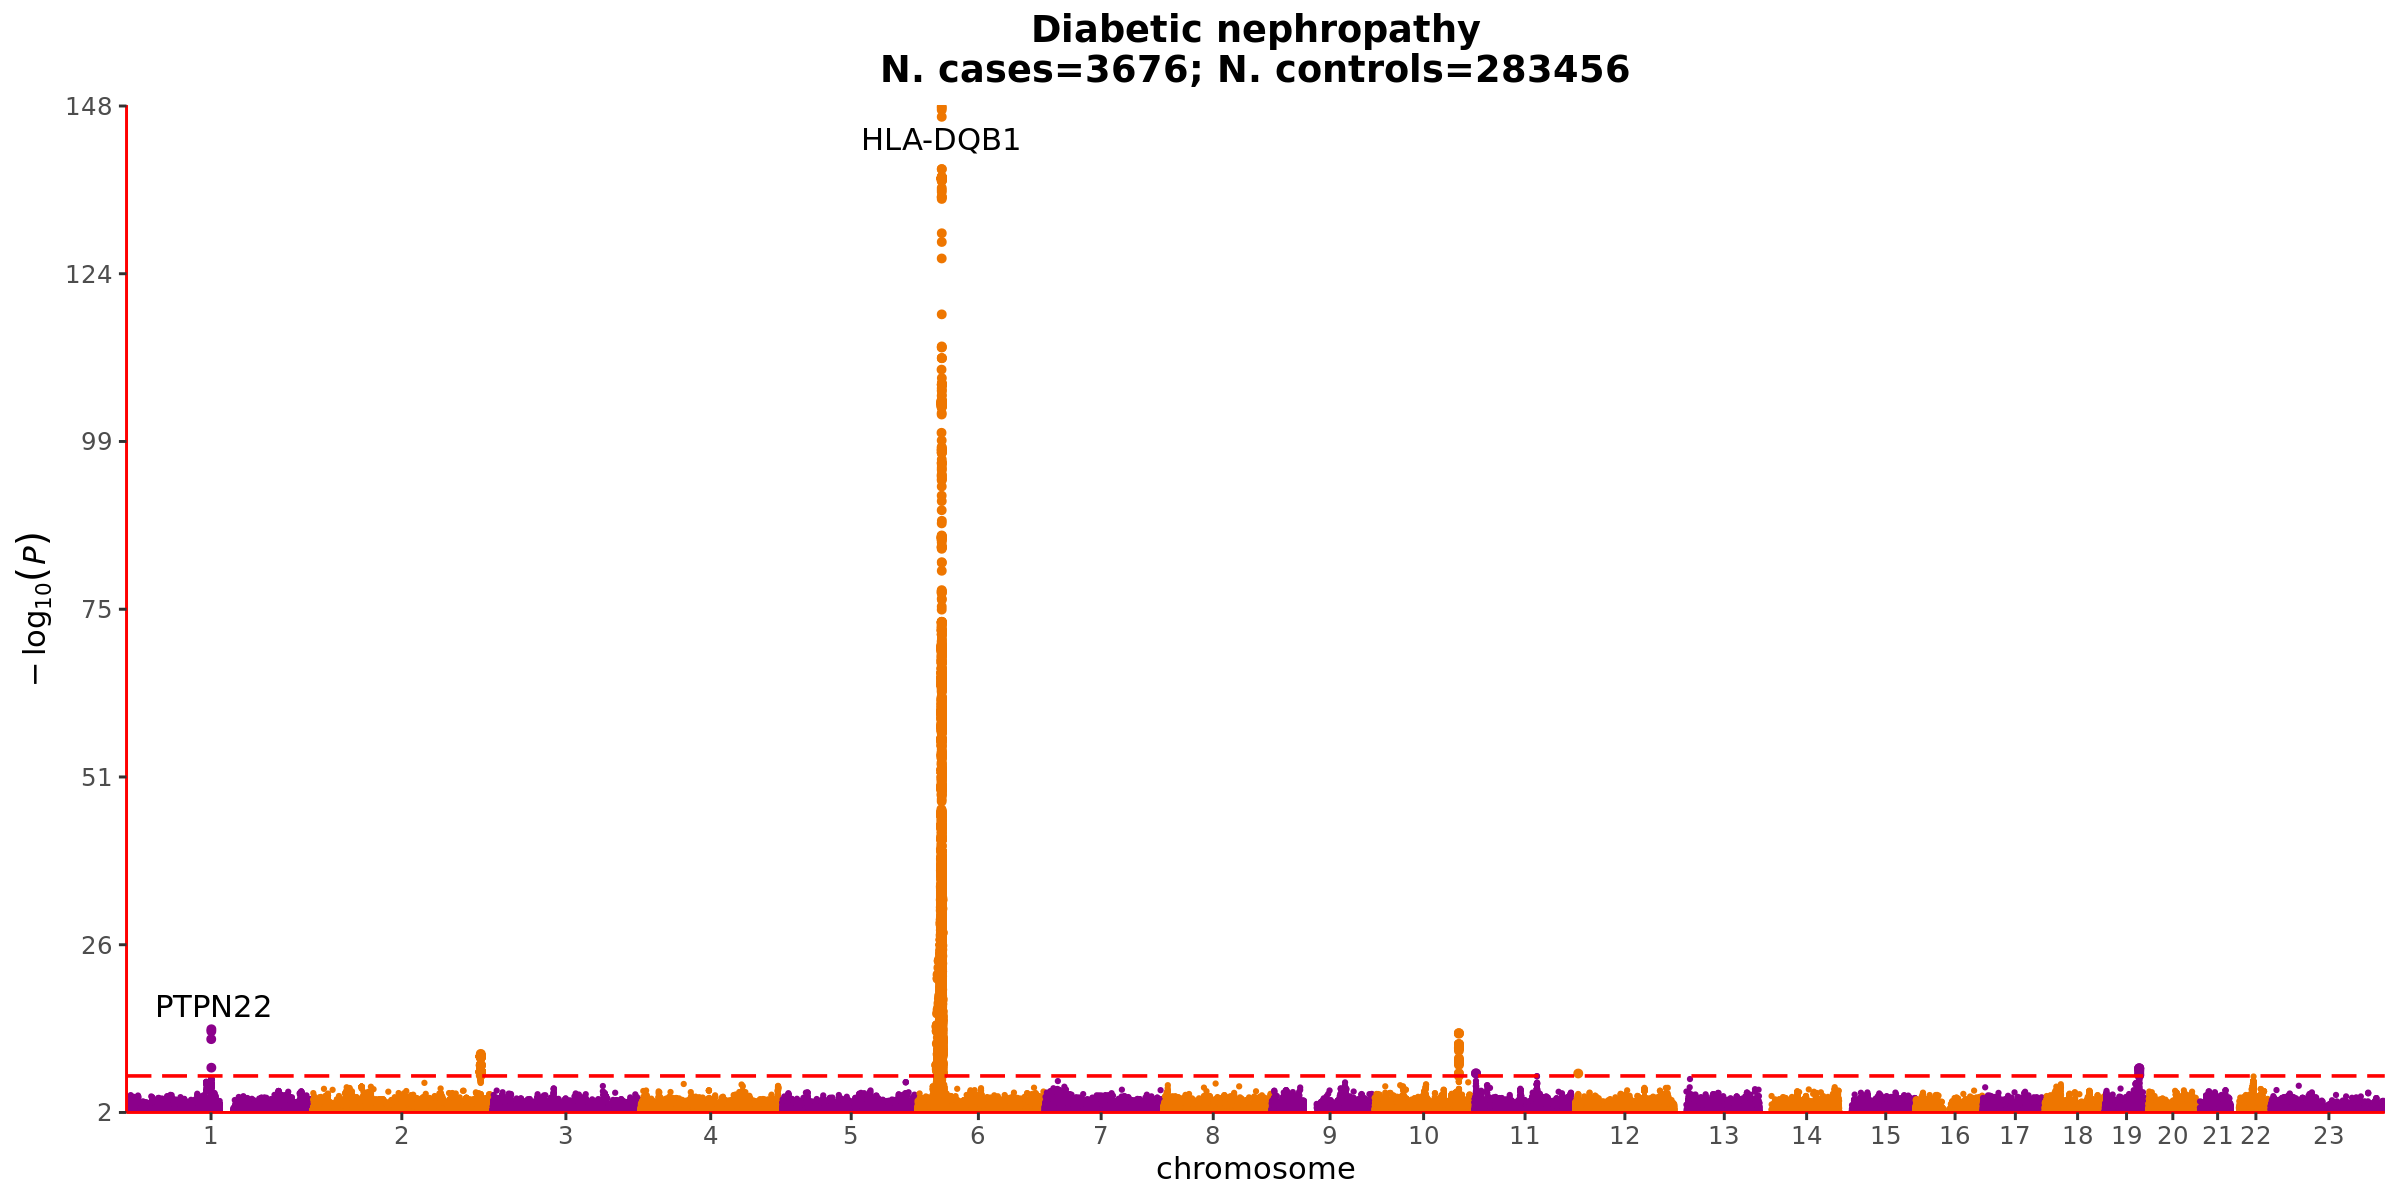 Diabetic nephropathy
N. cases=3676; N. controls=283456
148
HLA-DQB1
124
99
75
51
26
PTPN22
2
−log10(P)
1 2 3 4 5 6 7 8 9 10 11 12 13 14 15 16 17 18 19 20 21 22 23
chromosome